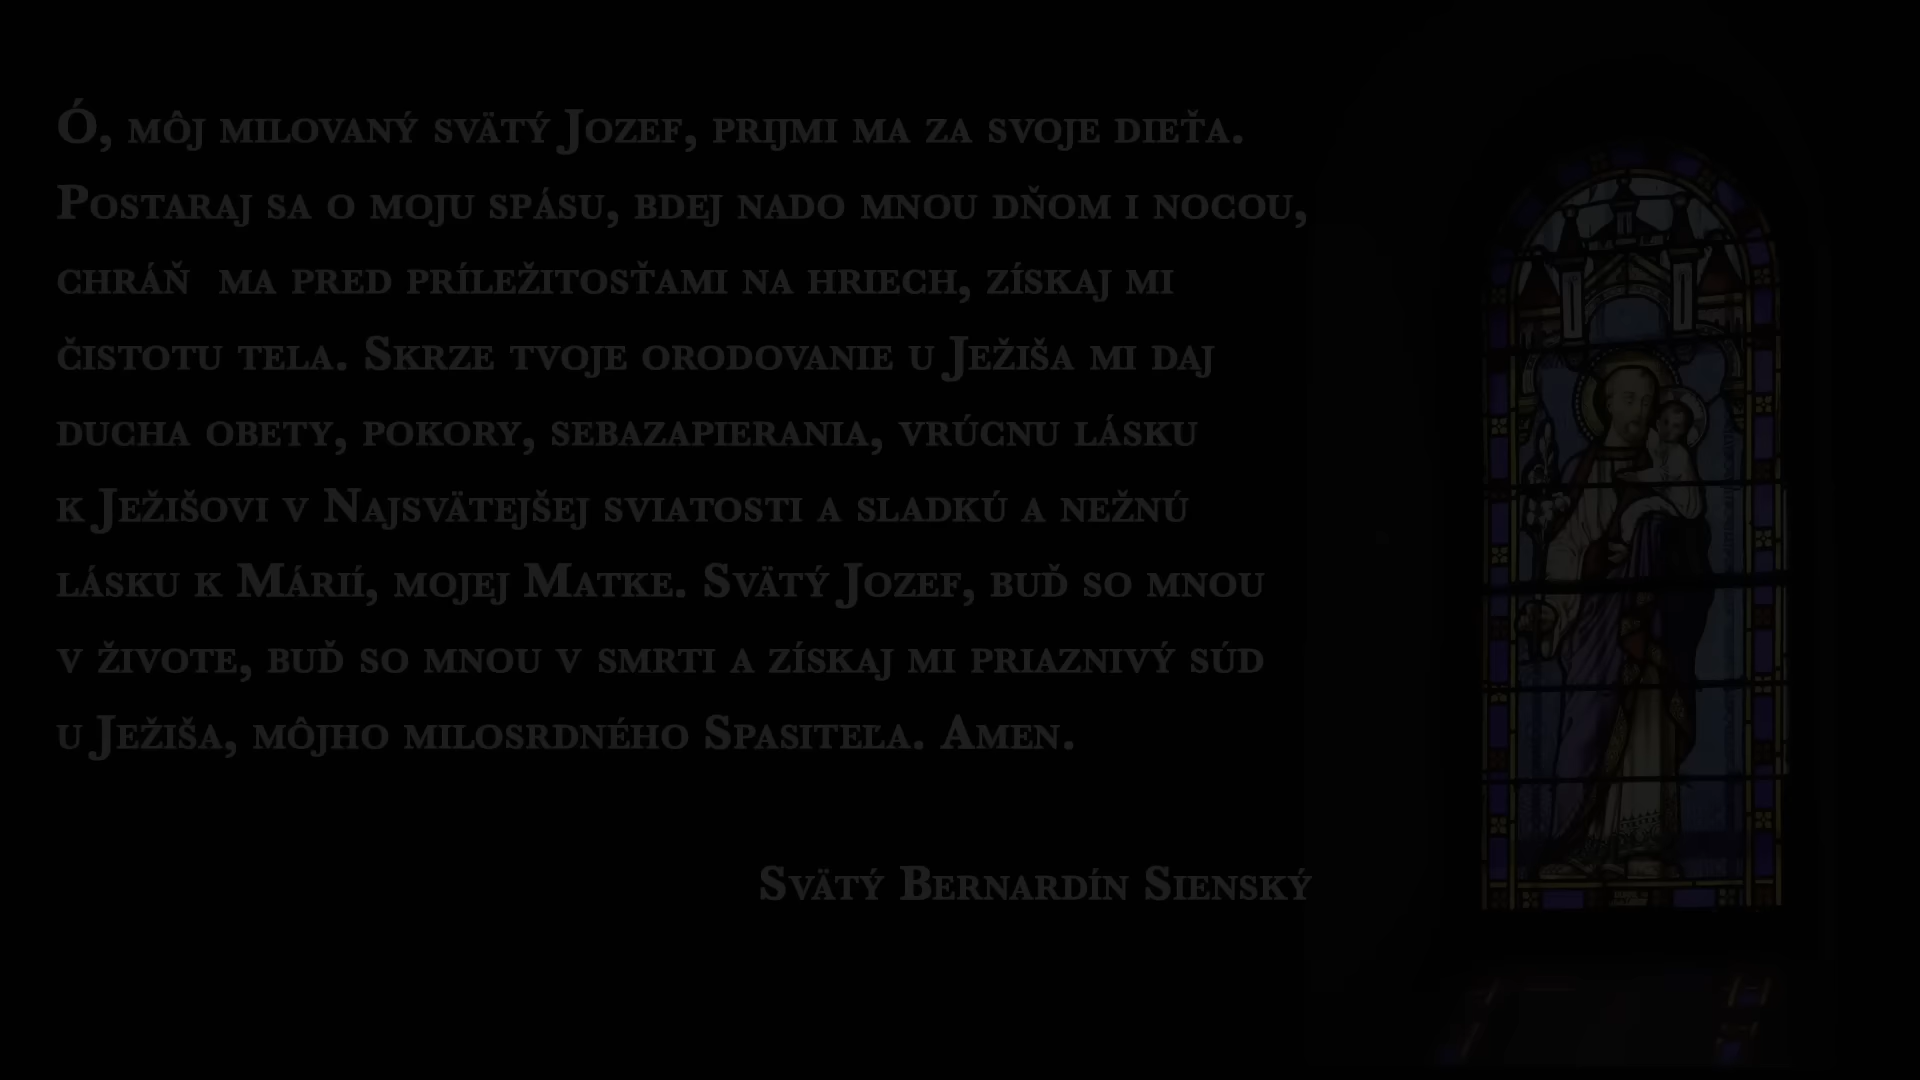 Ó, môj milovaný svätý Jozef, prijmi ma za svoje dieťa.
Postaraj sa o moju spásu, bdej nado mnou dňom i nocou,
chráň ma pred príležitosťami na hriech, získaj mi
čistotu tela. Skrze tvoje orodovanie u Ježiša mi daj
ducha obety, pokory, sebazapierania, vrúcnu lásku
k Ježišovi v Najsvätejšej sviatosti a sladkú a nežnú
lásku k Márií, mojej Matke. Svätý Jozef, buď so mnou
v živote, buď so mnou v smrti a získaj mi priaznivý súd
u Ježiša, môjho milosrdného Spasiteľa. Amen.
Svätý Bernardín Sienský